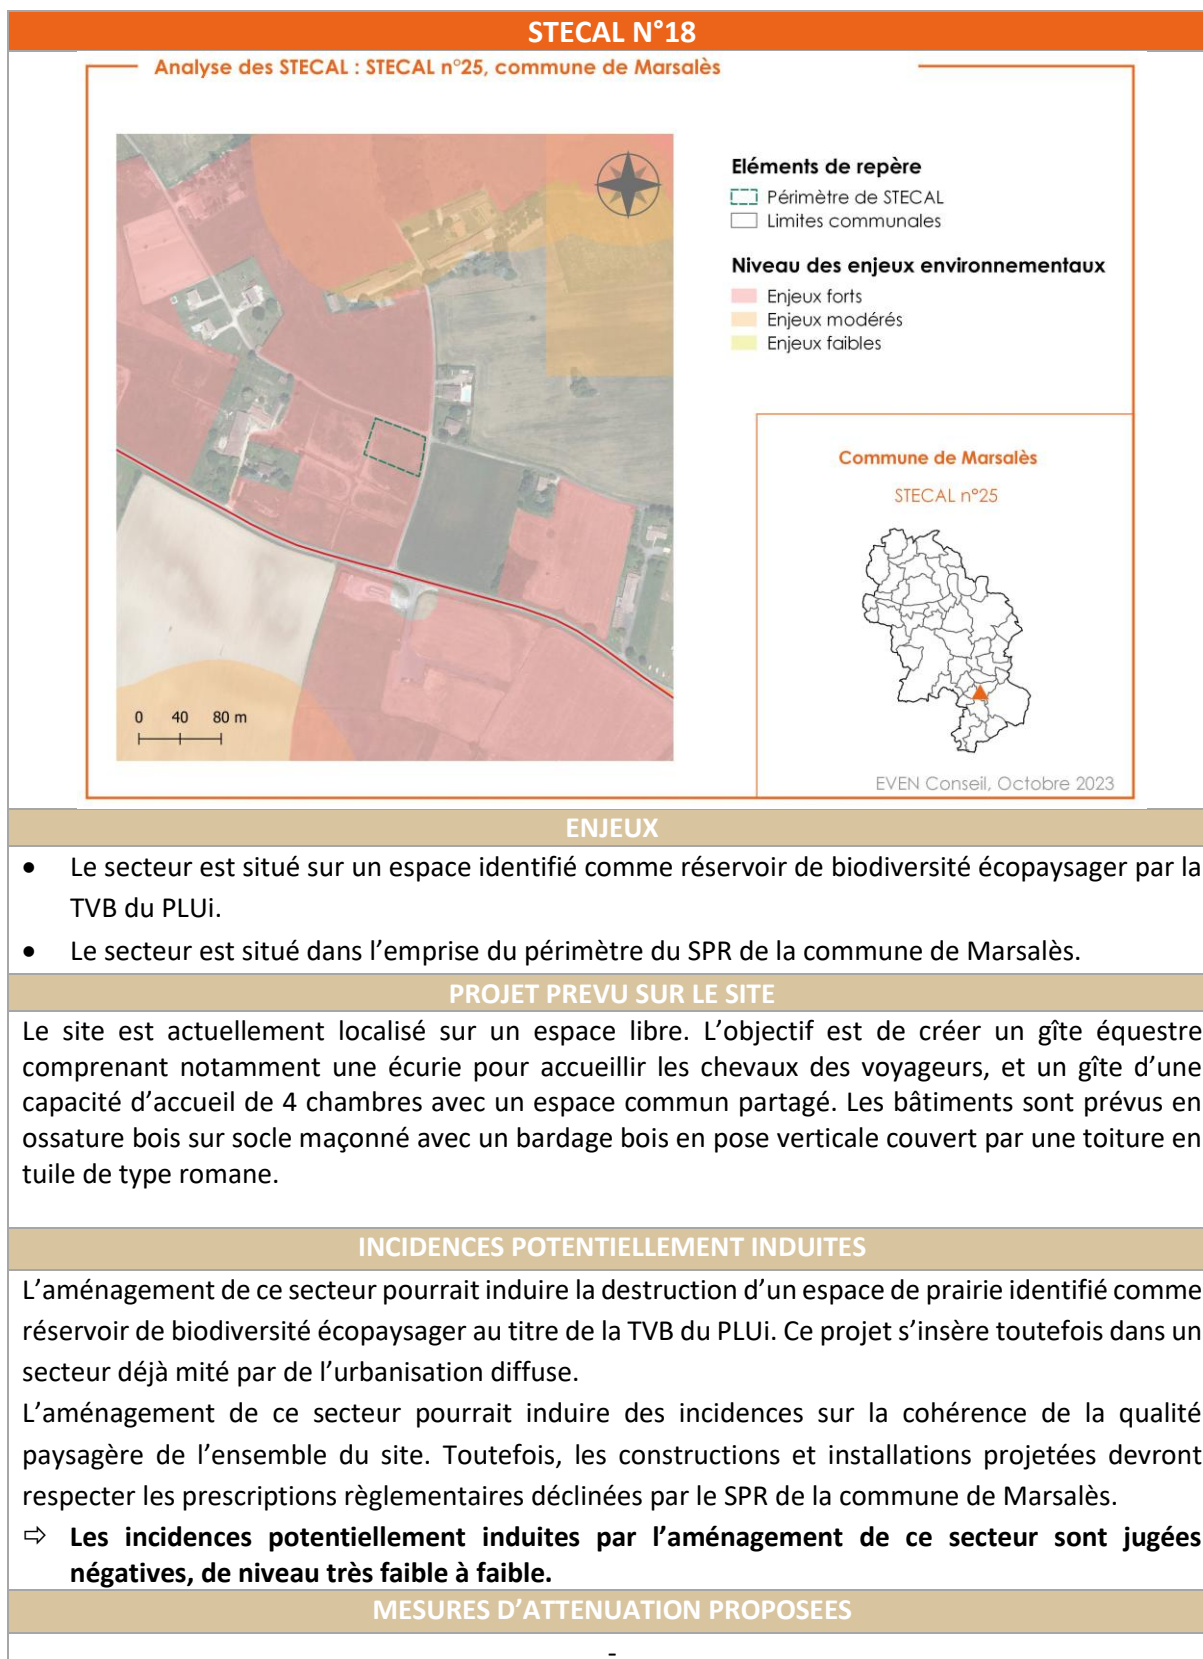 STECAL N°18
Analyse des STECAL : STECAL n°25, commune de Marsalès
Eléments de repère
Périmètre de STECAL
Limites communales
Niveau des enjeux environnementaux
Enjeux forts
Enjeux modérés
Enjeux faibles
Commune de Marsalès
STECAL n°25
0 40 80 m
EVEN Conseil, Octobre 2023
ENJEUX
• Le secteur est situé sur un espace identifié comme réservoir de biodiversité écopaysager par la
TVB du PLUi.
• Le secteur est situé dans l’emprise du périmètre du SPR de la commune de Marsalès.
PROJET PREVU SUR LE SITE
Le site est actuellement localisé sur un espace libre. L’objectif est de créer un gîte équestre
comprenant notamment une écurie pour accueillir les chevaux des voyageurs, et un gîte d’une
capacité d’accueil de 4 chambres avec un espace commun partagé. Les bâtiments sont prévus en
ossature bois sur socle maçonné avec un bardage bois en pose verticale couvert par une toiture en
tuile de type romane.
INCIDENCES POTENTIELLEMENT INDUITES
L’aménagement de ce secteur pourrait induire la destruction d’un espace de prairie identifié comme
réservoir de biodiversité écopaysager au titre de la TVB du PLUi. Ce projet s’insère toutefois dans un
secteur déjà mité par de l’urbanisation diffuse.
L’aménagement de ce secteur pourrait induire des incidences sur la cohérence de la qualité
paysagère de l’ensemble du site. Toutefois, les constructions et installations projetées devront
respecter les prescriptions règlementaires déclinées par le SPR de la commune de Marsalès.
⇨ Les incidences potentiellement induites par l’aménagement de ce secteur sont jugées
négatives, de niveau très faible à faible.
MESURES D’ATTENUATION PROPOSEES
-